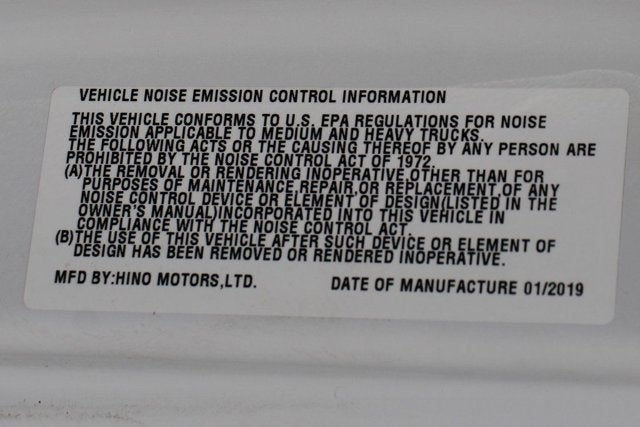 VEHICLE NOISE EMISSION CONTROL INFORMATION
THIS VEHICLE CONFORMS TO U.S. EPA REGULATIONS FOR NOISE
EMISSION APPLICABLE TO MEDIUM AND HEAVY TRUCKS.
THE FOLLOWING ACTS OR THE CAUSING THEREOF BY ANY PERSON ARE
PROHIBITED BY THE NOISE CONTROL ACT OF 1972.
(A)THE REMOVAL OR RENDERING INOPERATIVE,OTHER THAN FOR
PURPOSES OF MAINTENANCE,REPAIR,OR REPLACEMENT,OF ANY
NOISE CONTROL DEVICE OR ELEMENT OF DESIGN(LISTED IN THE
OWNER'S MANUAL)INCORPORATED INTO THIS VEHICLE IN
COMPLIANCE WITH THE NOISE CONTROL ACT.
(B)THE USE OF THIS VEHICLE AFTER SUCH DEVICE OR ELEMENT OF
DESIGN HAS BEEN REMOVED OR RENDERED INOPERATIVE.
MFD BY:HINO MOTORS,LTD. DATE OF MANUFACTURE 01/2019